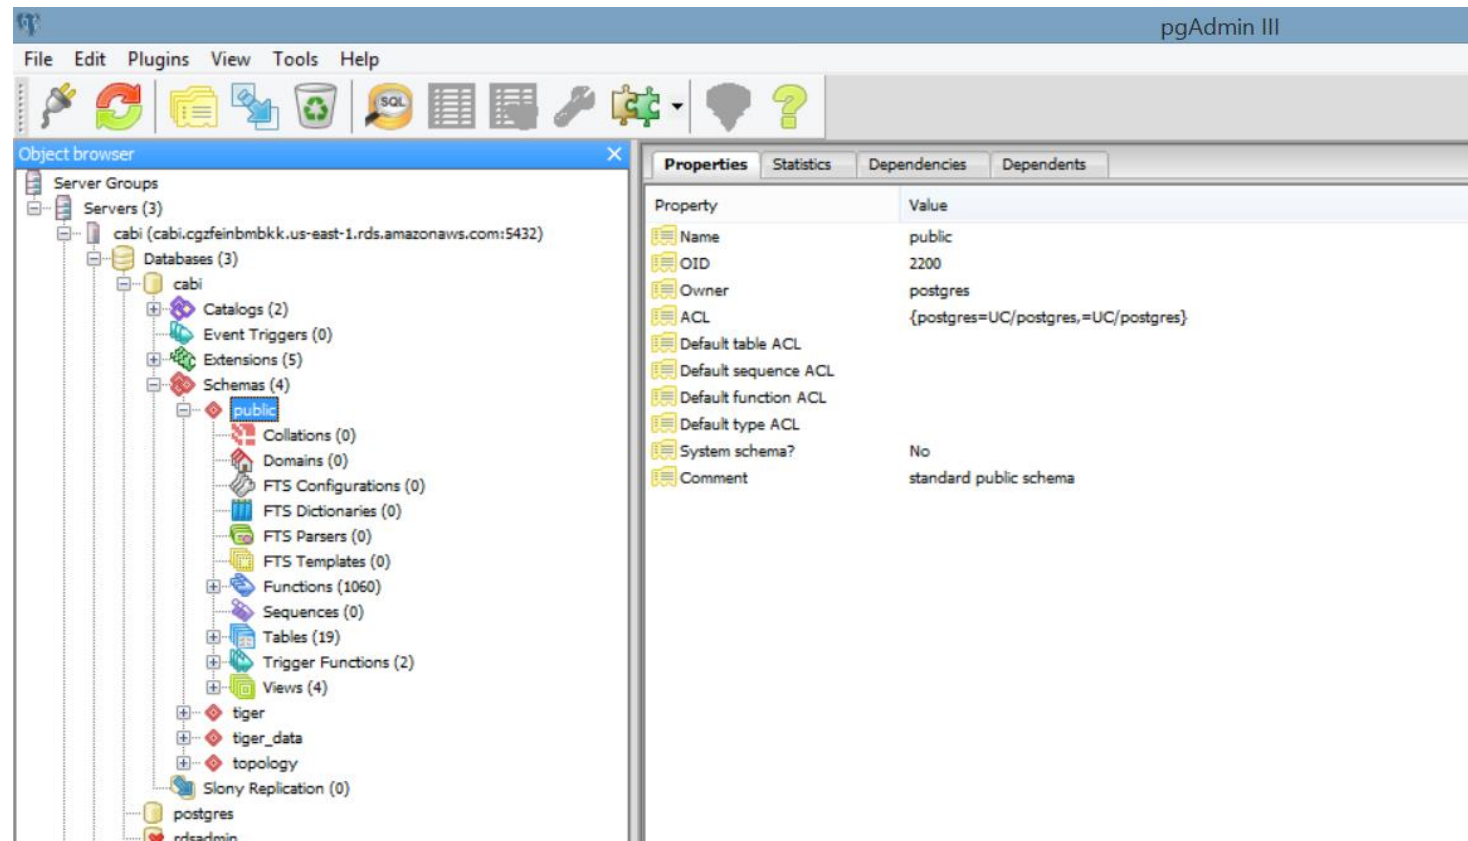 pgAdmin III
File Edit Plugins View Tools Help
SQL
Object browser
Server Groups
Servers (3)
cabi (cabi.cgzfeinbmbkk.us-east-1.rds.amazonaws.com:5432)
Databases (3)
cabi
Catalogs (2)
Event Triggers (0)
Extensions (5)
Schemas (4)
public
Collations (0)
Domains (0)
FTS Configurations (0)
FTS Dictionaries (0)
FTS Parsers (0)
FTS Templates (0)
Functions (1060)
Sequences (0)
Tables (19)
Trigger Functions (2)
Views (4)
tiger
tiger_data
topology
Slony Replication (0)
postgres
rdsadmin
Properties Statistics Dependencies Dependents
Property Value
Name public
OID 2200
Owner postgres
ACL {postgres=UC/postgres,=UC/postgres}
Default table ACL
Default sequence ACL
Default function ACL
Default type ACL
System schema? No
Comment standard public schema